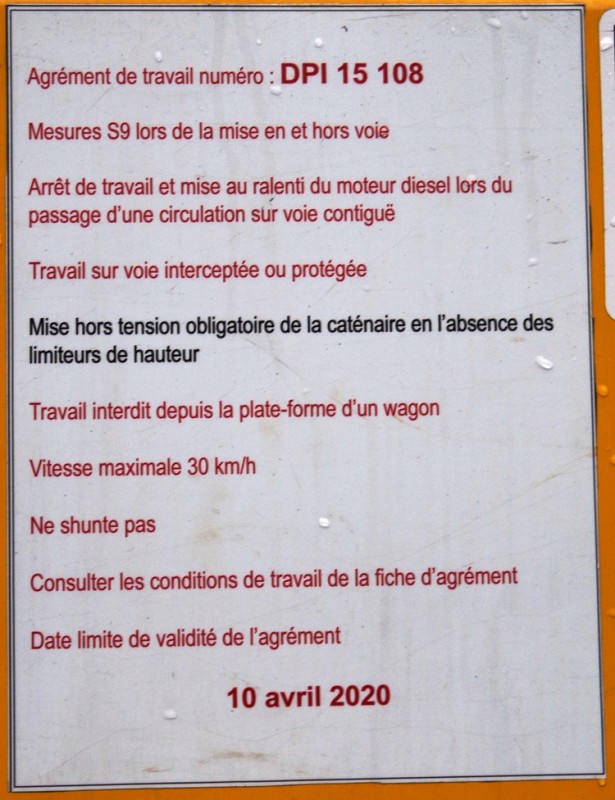 Agrément de travail numéro : DPI 15 108
Mesures S9 lors de la mise en et hors voie
Arrêt de travail et mise au ralenti du moteur diesel lors du
passage d'une circulation sur voie contiguë
Travail sur voie interceptée ou protégée
Mise hors tension obligatoire de la caténaire en l'absence des
limiteurs de hauteur
Travail interdit depuis la plate-forme d'un wagon
Vitesse maximale 30 km/h
Ne shunte pas
Consulter les conditions de travail de la fiche d'agrément
Date limite de validité de l'agrément
10 avril 2020